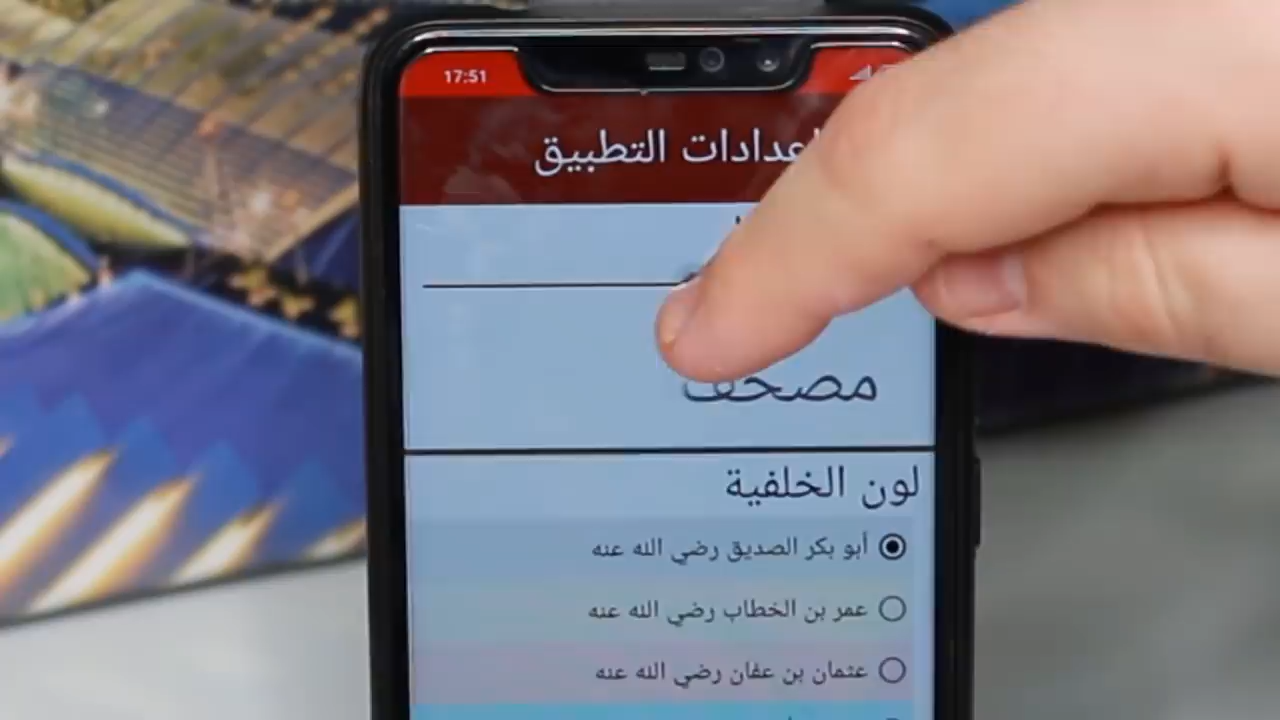 17:51
إعدادات التطبيق
مصحف
لون الخلفية
أبو بكر الصديق رضي الله عنه
عمر بن الخطاب رضي الله عنه
عثمان بن عفان رضي الله عنه